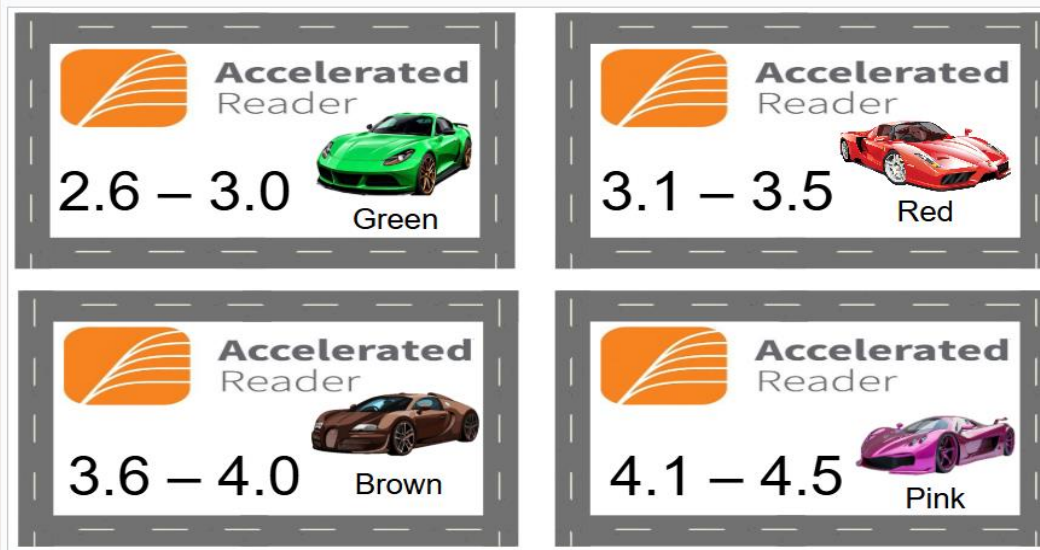 Accelerated
Reader
2.6 – 3.0
Green
Accelerated
Reader
3.1 – 3.5
Red
Accelerated
Reader
3.6 – 4.0
Brown
Accelerated
Reader
4.1 – 4.5
Pink